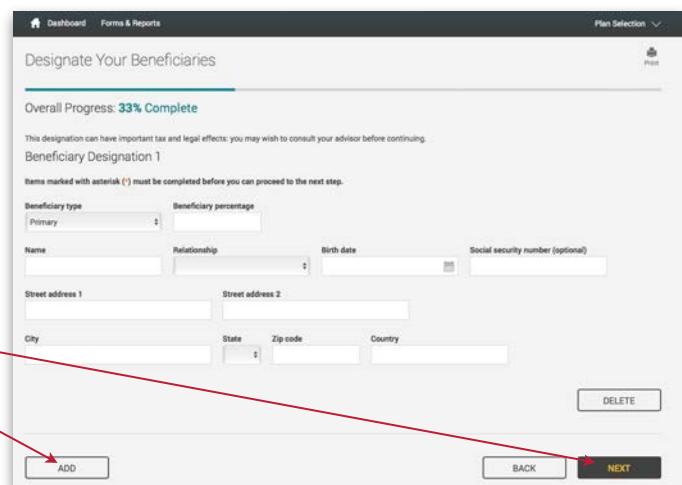 Dashboard Forms & Reports Plan Selection
Designate Your Beneficiaries
Print
Overall Progress: 33% Complete
This designation can have important tax and legal effects: you may wish to consult your advisor before continuing.
Beneficiary Designation 1
Items marked with asterisk (*) must be completed before you can proceed to the next step.
Beneficiary type Beneficiary percentage
Primary
Name Relationship Birth date Social security number (optional)
Street address 1 Street address 2
City State Zip code Country
DELETE
ADD BACK NEXT